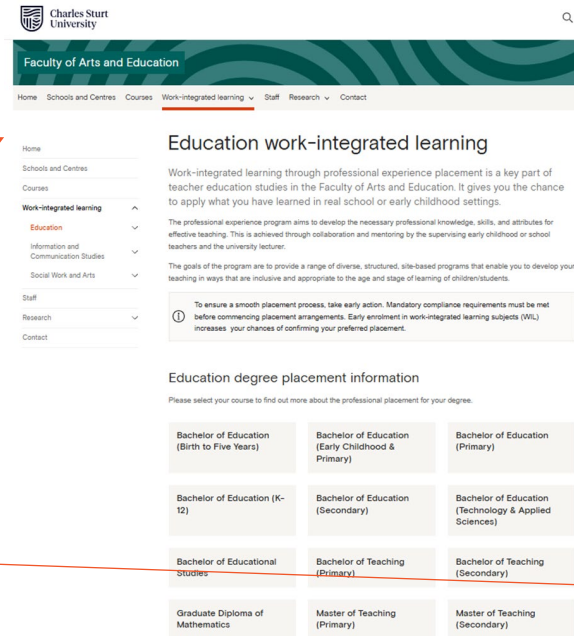 Charles Sturt
University
Faculty of Arts and Education
Home Schools and Centres Courses Work-integrated learning Staff Research Contact
Home
Schools and Centres
Courses
Work-integrated learning
Education
Information and
Communication Studies
Social Work and Arts
Staff
Research
Contact
Education work-integrated learning
Work-integrated learning through professional experience placement is a key part of
teacher education studies in the Faculty of Arts and Education. It gives you the chance
to apply what you have learned in real school or early childhood settings.
The professional experience program aims to develop the necessary professional knowledge, skills, and attributes for
effective teaching. This is achieved through collaboration and mentoring by the supervising early childhood or school
teachers and the university lecturer.
The goals of the program are to provide a range of diverse, structured, site-based programs that enable you to develop your
teaching in ways that are inclusive and appropriate to the age and stage of learning of children/students.
To ensure a smooth placement process, take early action. Mandatory compliance requirements must be met
before commencing placement arrangements. Early enrolment in work-integrated learning subjects (WIL)
increases your chances of confirming your preferred placement.
Education degree placement information
Please select your course to find out more about the professional placement for your degree.
Bachelor of Education
(Birth to Five Years)
Bachelor of Education
(Early Childhood &
Primary)
Bachelor of Education
(Primary)
Bachelor of Education (K-
12)
Bachelor of Education
(Secondary)
Bachelor of Education
(Technology & Applied
Sciences)
Bachelor of Educational
Studies
Bachelor of Teaching
(Primary)
Bachelor of Teaching
(Secondary)
Graduate Diploma of
Mathematics
Master of Teaching
(Primary)
Master of Teaching
(Secondary)